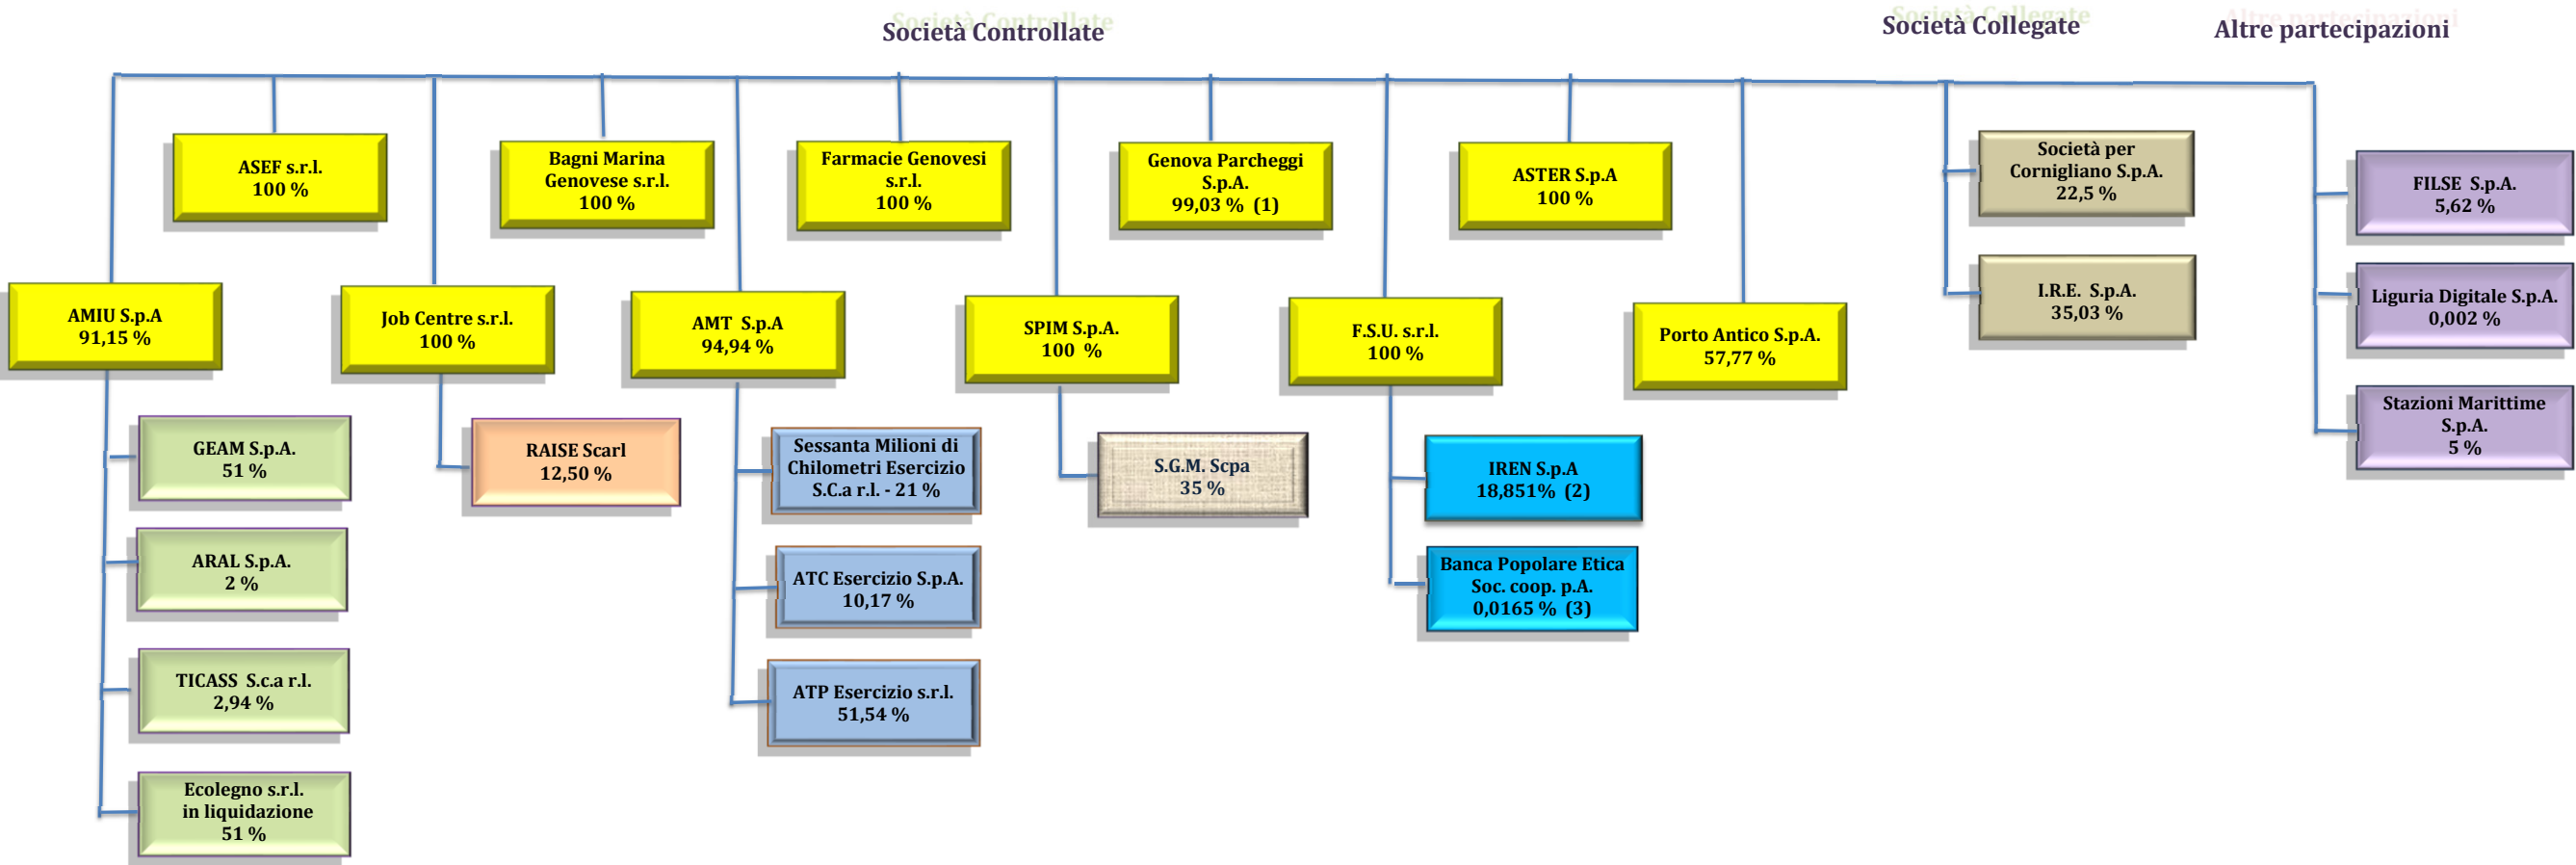 Società Controllate
Società Collegate
Altre partecipazioni
ASEF s.r.l.
100 %
Bagni Marina
Genovese s.r.l.
100 %
Farmacie Genovesi
s.r.l.
100 %
Genova Parcheggi
S.p.A.
99,03 % (1)
ASTER S.p.A
100 %
Società per
Cornigliano S.p.A.
22,5 %
I.R.E. S.p.A.
35,03 %
FILSE S.p.A.
5,62 %
Liguria Digitale S.p.A.
0,002 %
Stazioni Marittime
S.p.A.
5 %
AMIU S.p.A
91,15 %
Job Centre s.r.l.
100 %
AMT S.p.A
94,94 %
SPIM S.p.A.
100 %
F.S.U. s.r.l.
100 %
Porto Antico S.p.A.
57,77 %
GEAM S.p.A.
51 %
ARAL S.p.A.
2 %
TICASS S.c.a r.l.
2,94 %
Ecolegno s.r.l.
in liquidazione
51 %
RAISE Scarl
12,50 %
Sessanta Milioni di
Chilometri Esercizio
S.C.a r.l. - 21 %
ATC Esercizio S.p.A.
10,17 %
ATP Esercizio s.r.l.
51,54 %
S.G.M. Scpa
35 %
IREN S.p.A
18,851% (2)
Banca Popolare Etica
Soc. coop. p.A.
0,0165 % (3)